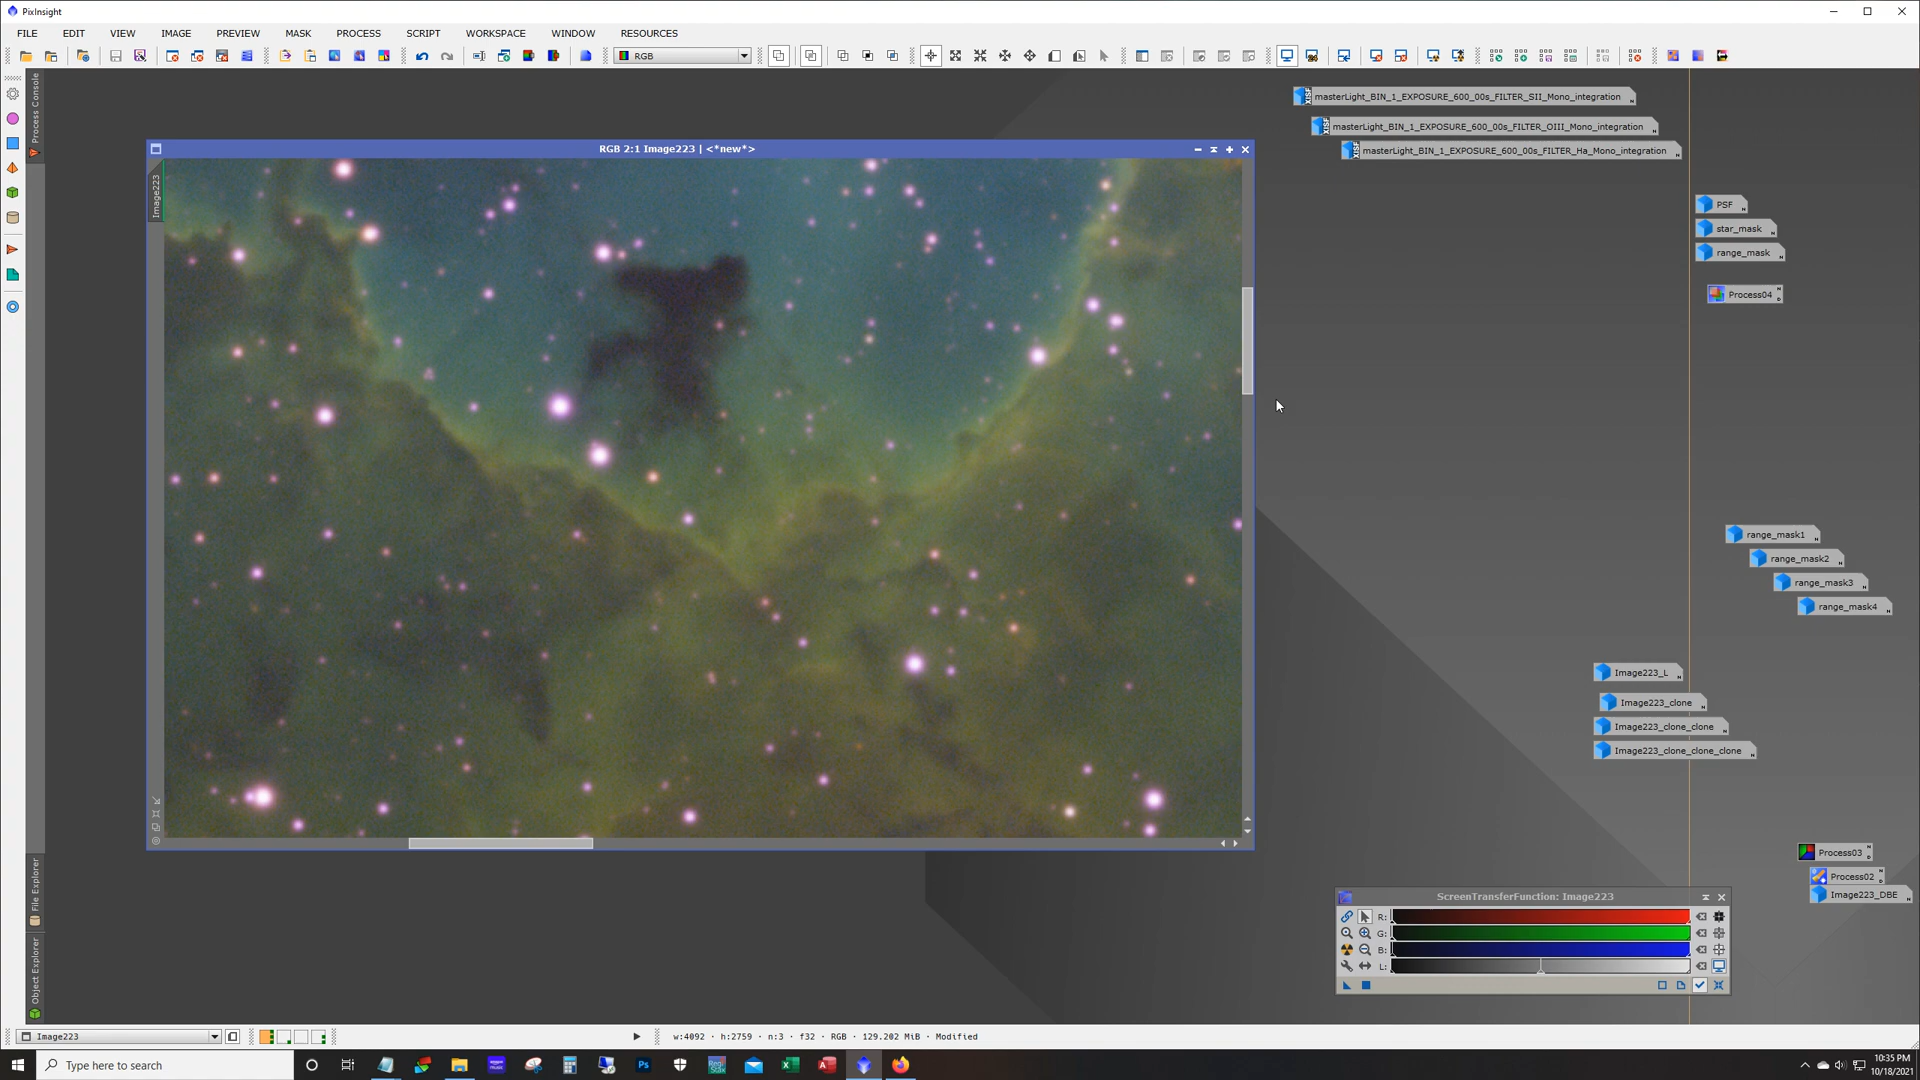 PixInsight
FILE EDIT VIEW IMAGE PREVIEW MASK PROCESS SCRIPT WORKSPACE WINDOW RESOURCES
RGB
Process Console
masterLight_BIN_1_EXPOSURE_600_00s_FILTER_SII_Mono_integration
masterLight_BIN_1_EXPOSURE_600_00s_FILTER_OIII_Mono_integration
masterLight_BIN_1_EXPOSURE_600_00s_FILTER_Ha_Mono_integration
RGB 2:1 Image223 | <*new*>
Image223
PSF
star_mask
range_mask
Process04
range_mask1
range_mask2
range_mask3
range_mask4
Image223_L
Image223_clone
Image223_clone_clone
Image223_clone_clone_clone
Process03
Process02
Image223_DBE
File Explorer
Object Explorer
ScreenTransferFunction: Image223
R:
G:
B:
L:
Image223
w:4092 · h:2759 · n:3 · f32 · RGB · 129.202 MiB · Modified
Type here to search
Ps
10:35 PM
10/18/2021